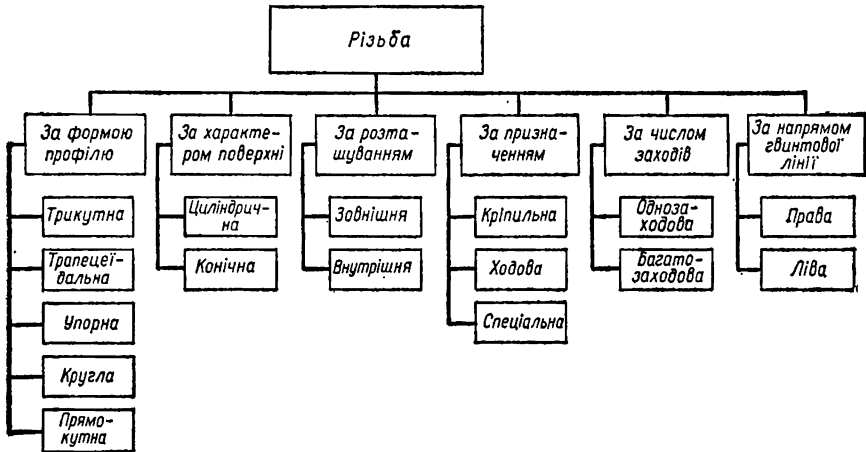 Різьба
За формою
профілю
За характе-
ром поверхні
За розта-
шуванням
За призна-
ченням
За числом
заходів
За напрямом
гвинтової
лінії
Трикутна
Трапецеї-
дальна
Упорна
Кругла
Прямо-
кутна
Циліндрич-
на
Конічна
Зовнішня
Внутрішня
Кріпильна
Ходова
Спеціальна
Одноза-
ходова
Багато-
заходова
Права
Ліва